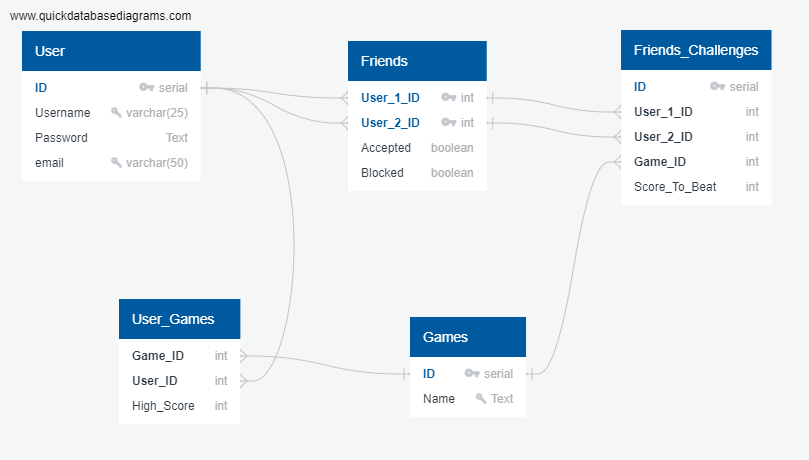 www.quickdatabasediagrams.com
User
ID serial
Username varchar(25)
Password Text
email varchar(50)
Friends
User_1_ID int
User_2_ID int
Accepted boolean
Blocked boolean
Friends_Challenges
ID serial
User_1_ID int
User_2_ID int
Game_ID int
Score_To_Beat int
User_Games
Game_ID int
User_ID int
High_Score int
Games
ID serial
Name Text